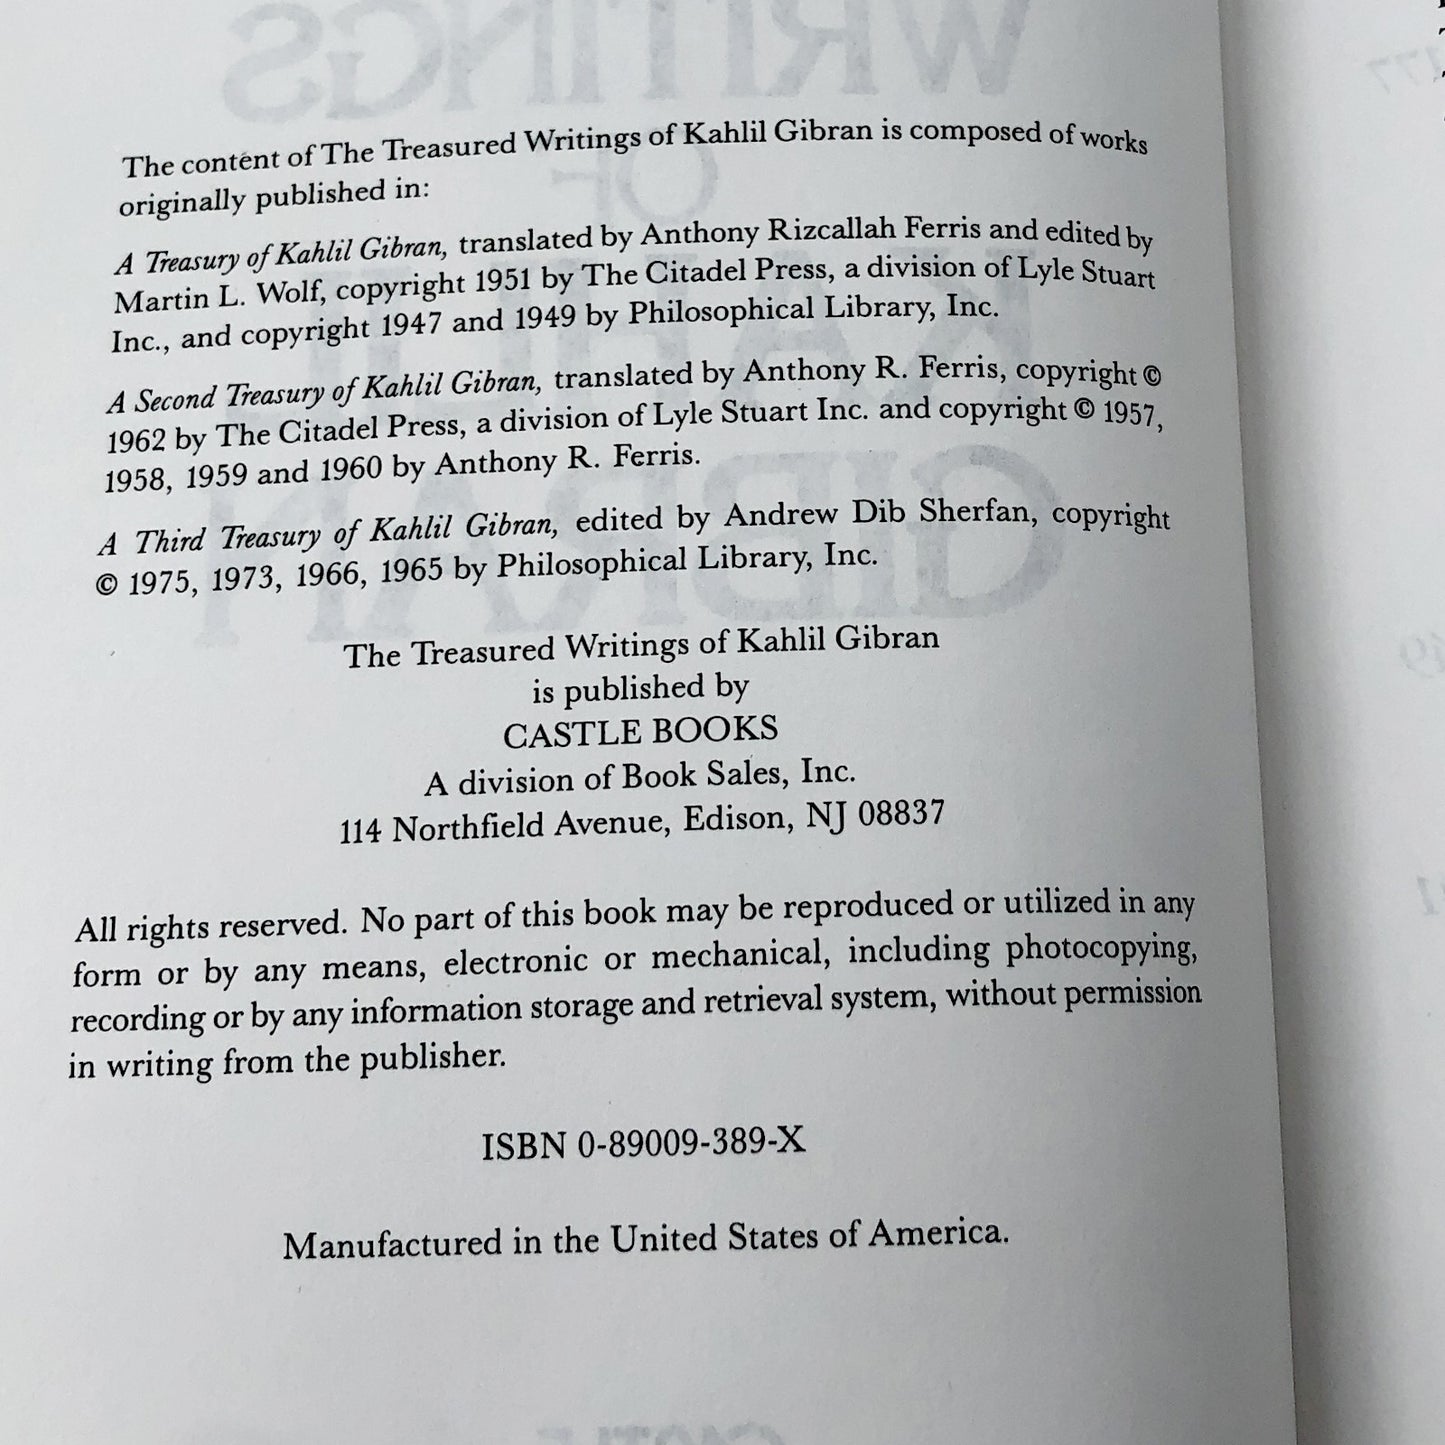 The content of The Treasured Writings of Kahlil Gibran is composed of works
originally published in:
A Treasury of Kahlil Gibran, translated by Anthony Rizcallah Ferris and edited by
Martin L. Wolf, copyright 1951 by The Citadel Press, a division of Lyle Stuart
Inc., and copyright 1947 and 1949 by Philosophical Library, Inc.
A Second Treasury of Kahlil Gibran, translated by Anthony R. Ferris, copyright ©
1962 by The Citadel Press, a division of Lyle Stuart Inc. and copyright © 1957,
1958, 1959 and 1960 by Anthony R. Ferris.
A Third Treasury of Kahlil Gibran, edited by Andrew Dib Sherfan, copyright
© 1975, 1973, 1966, 1965 by Philosophical Library, Inc.
The Treasured Writings of Kahlil Gibran
is published by
CASTLE BOOKS
A division of Book Sales, Inc.
114 Northfield Avenue, Edison, NJ 08837
All rights reserved. No part of this book may be reproduced or utilized in any
form or by any means, electronic or mechanical, including photocopying,
recording or by any information storage and retrieval system, without permission
in writing from the publisher.
ISBN 0-89009-389-X
Manufactured in the United States of America.